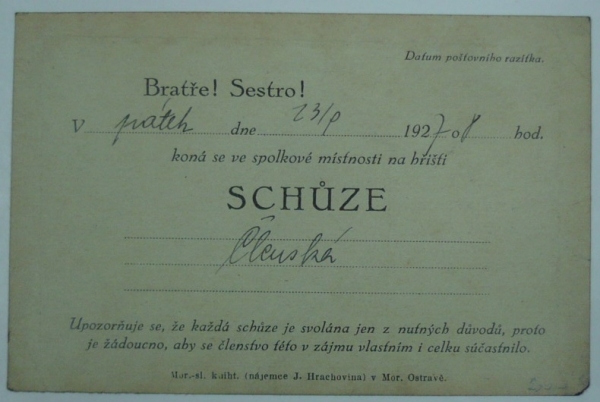 Datum poštovního razítka.
Bratře! Sestro!
V pátek dne 23/9 1927 o 8 hod.
koná se ve spolkové místnosti na hřišti
SCHŮZE
Členská
Upozorňuje se, že každá schůze je svolána jen z nutných důvodů, proto
je žádoucno, aby se členstvo této v zájmu vlastním i celku súčastnilo.
Mor.-sl. kniht. (nájemce J. Hrachovina) v Mor. Ostravě.